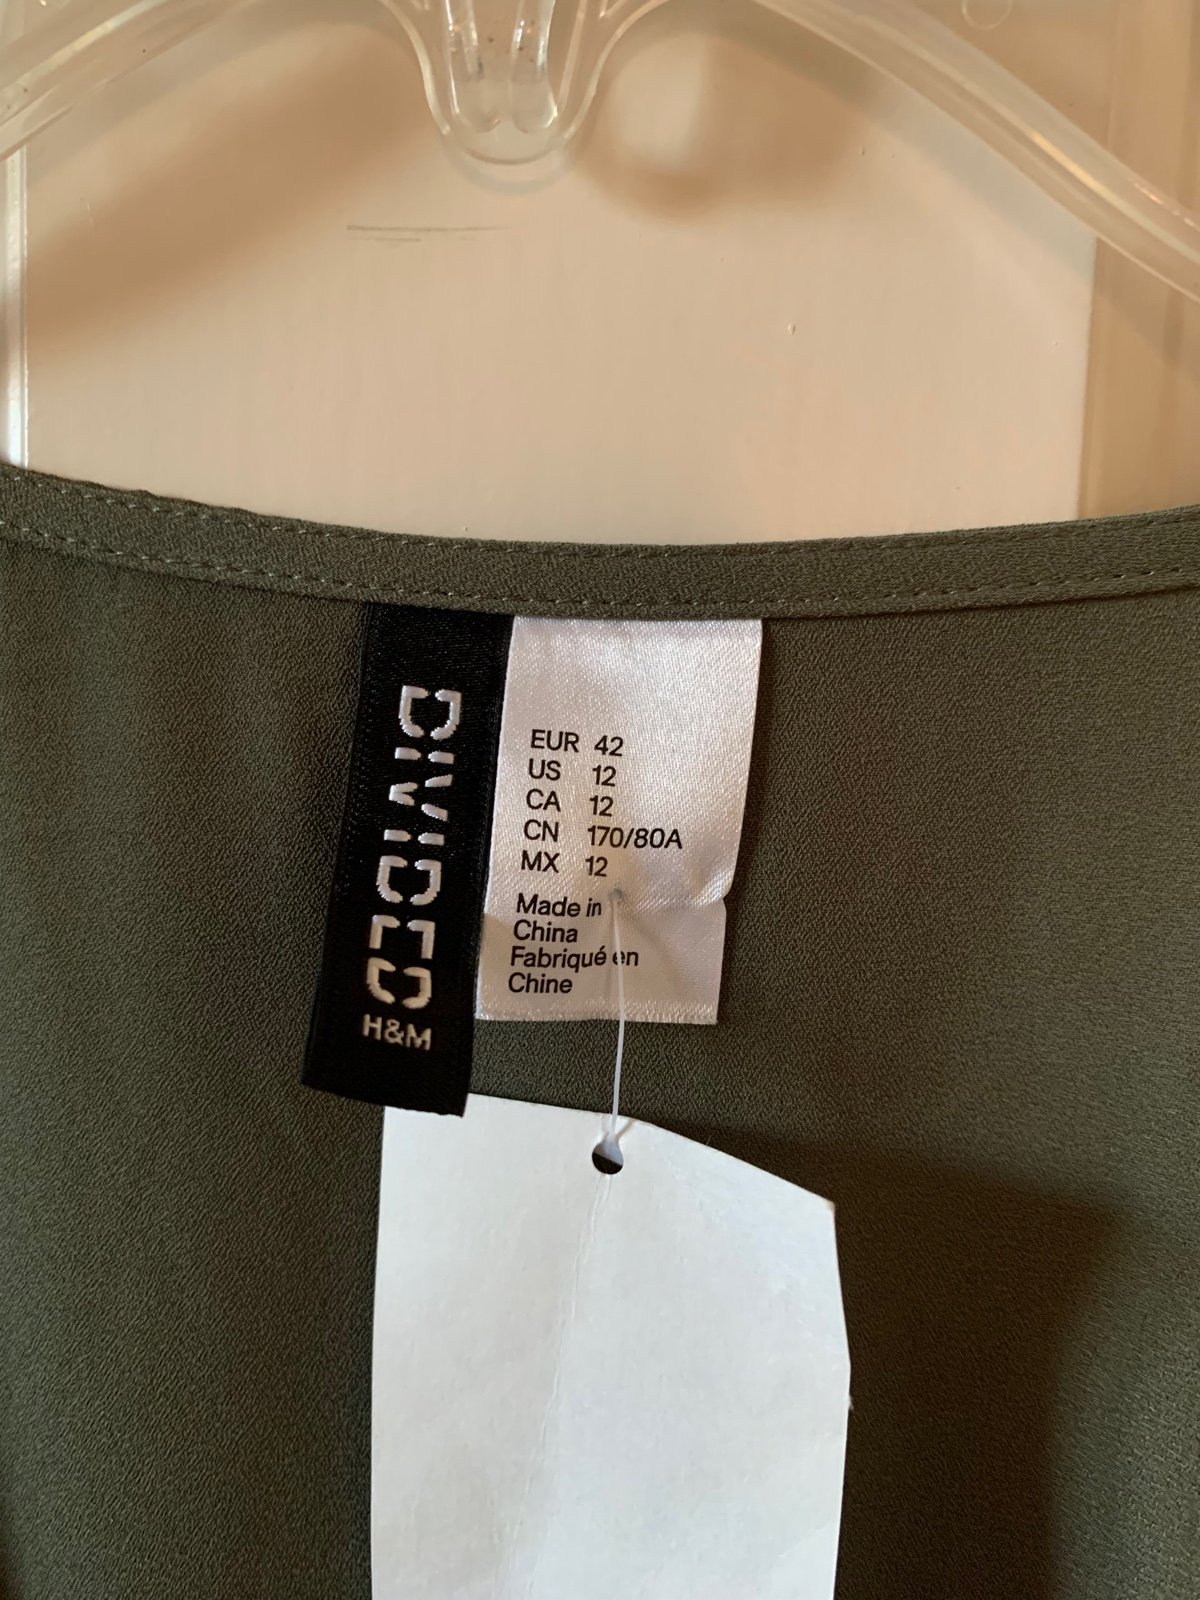 DIVIDED
H&M
EUR 42
US 12
CA 12
CN 170/80A
MX 12
Made in
China
Fabriqué en
Chine